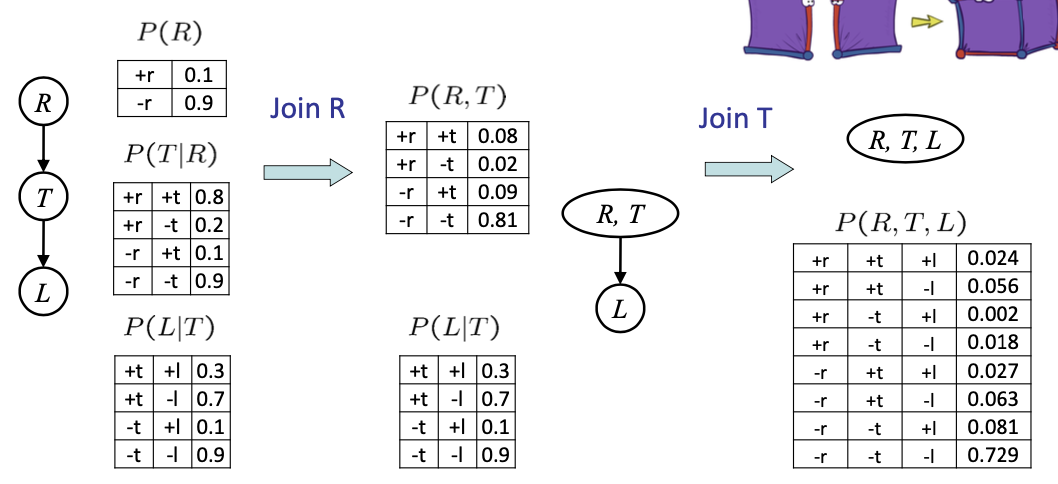 P(R)
+r 0.1
-r 0.9
R
T
L
P(T|R)
+r +t 0.8
+r -t 0.2
-r +t 0.1
-r -t 0.9
P(L|T)
+t +l 0.3
+t -l 0.7
-t +l 0.1
-t -l 0.9
Join R
P(R, T)
+r +t 0.08
+r -t 0.02
-r +t 0.09
-r -t 0.81
P(L|T)
+t +l 0.3
+t -l 0.7
-t +l 0.1
-t -l 0.9
R, T
L
Join T
R, T, L
P(R, T, L)
+r +t +l 0.024
+r +t -l 0.056
+r -t +l 0.002
+r -t -l 0.018
-r +t +l 0.027
-r +t -l 0.063
-r -t +l 0.081
-r -t -l 0.729